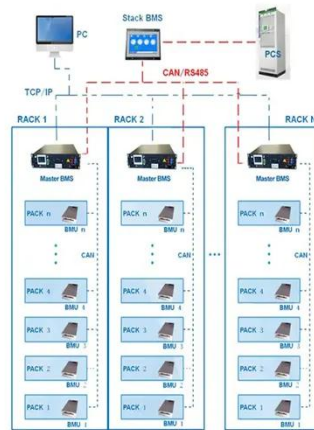 PC
Stack BMS
PCS
CAN/RS485
TCP/IP
RACK 1
RACK 2
RACK N
Master BMS
Master BMS
Master BMS
PACK n
BMU n
PACK n
BMU n
PACK n
BMU n
CAN
CAN
CAN
PACK 4
BMU 4
PACK 4
BMU 4
PACK 4
BMU 4
PACK 3
BMU 3
PACK 3
BMU 3
PACK 3
BMU 3
PACK 2
BMU 2
PACK 2
BMU 2
PACK 2
BMU 2
PACK 1
BMU 1
PACK 1
BMU 1
PACK 1
BMU 1